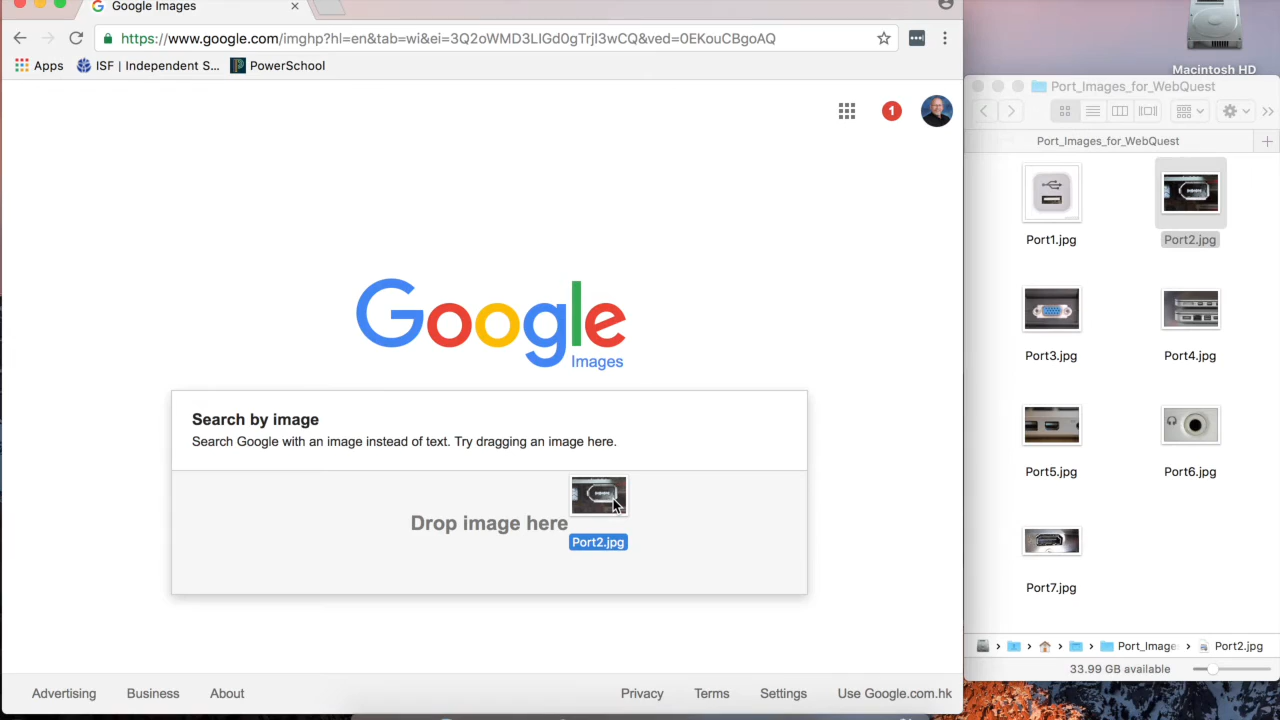 Google Images
https://www.google.com/imghp?hl=en&tab=wi&ei=3Q2oWMD3LIGd0gTrjI3wCQ&ved=0EKouCBgoAQ
Apps
ISF | Independent S...
PowerSchool
1
Google
Images
Search by image
Search Google with an image instead of text. Try dragging an image here.
Drop image here
Port2.jpg
Advertising Business About
Privacy Terms Settings Use Google.com.hk
Macintosh HD
Port_Images_for_WebQuest
Port_Images_for_WebQuest
Port1.jpg Port2.jpg
Port3.jpg Port4.jpg
Port5.jpg Port6.jpg
Port7.jpg
Port_Image Port2.jpg
33.99 GB available